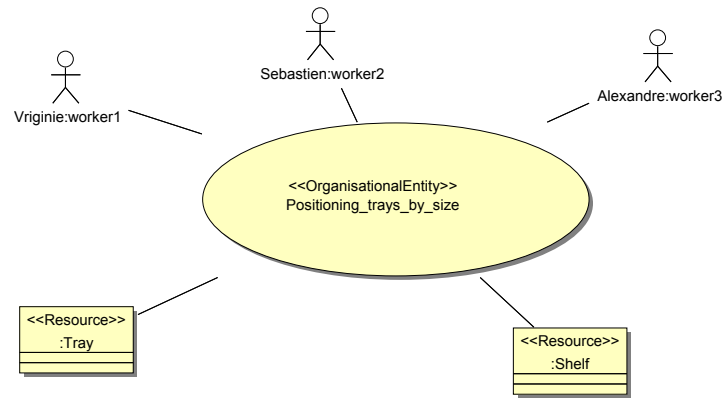 Sebastien:worker2
Vriginie:worker1
Alexandre:worker3
<<OrganisationalEntity>>
Positioning_trays_by_size
<<Resource>>
:Tray
<<Resource>>
:Shelf